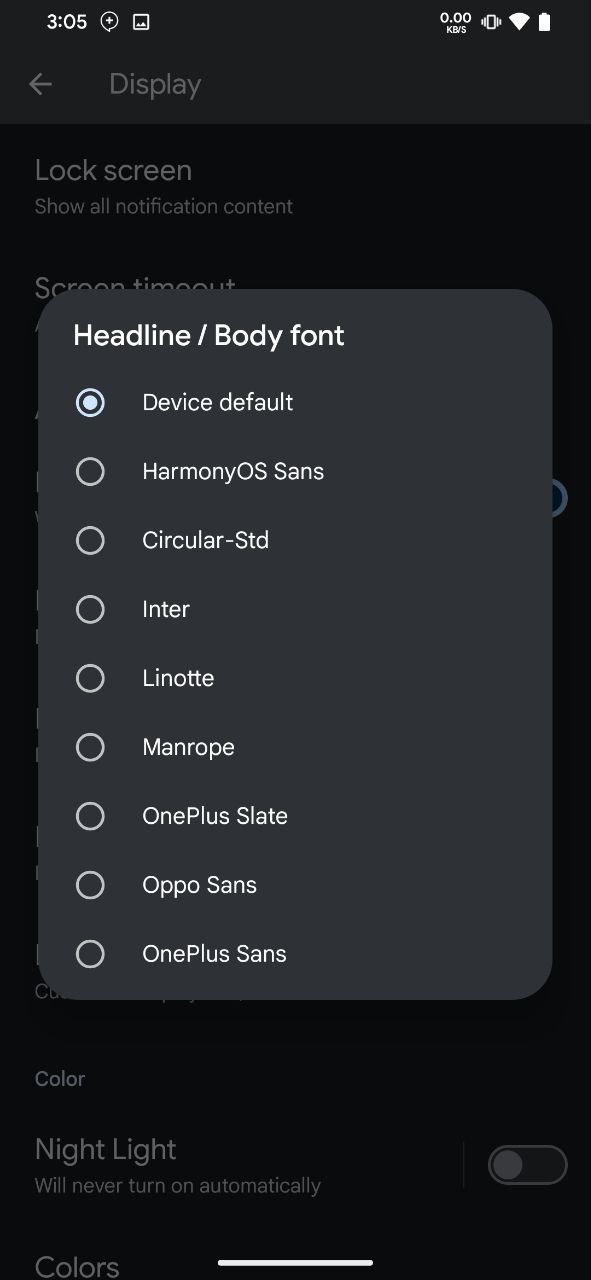 3:05
0.00
KB/S
Display
Lock screen
Show all notification content
Screen timeout
Headline / Body font
Device default
HarmonyOS Sans
Circular-Std
Inter
Linotte
Manrope
OnePlus Slate
Oppo Sans
OnePlus Sans
Color
Night Light
Will never turn on automatically
Colors